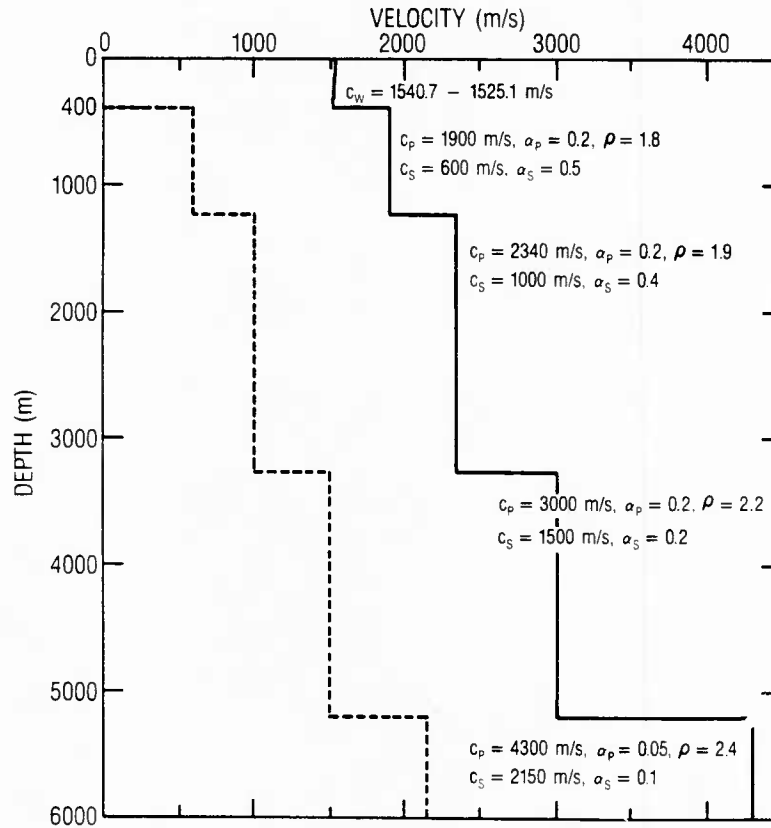 VELOCITY (m/s)
0 1000 2000 3000 4000
0
400
1000
2000
3000
4000
5000
6000
DEPTH (m)
c_W = 1540.7 – 1525.1 m/s
c_P = 1900 m/s, α_P = 0.2, ρ = 1.8
c_S = 600 m/s, α_S = 0.5
c_P = 2340 m/s, α_P = 0.2, ρ = 1.9
c_S = 1000 m/s, α_S = 0.4
c_P = 3000 m/s, α_P = 0.2, ρ = 2.2
c_S = 1500 m/s, α_S = 0.2
c_P = 4300 m/s, α_P = 0.05, ρ = 2.4
c_S = 2150 m/s, α_S = 0.1